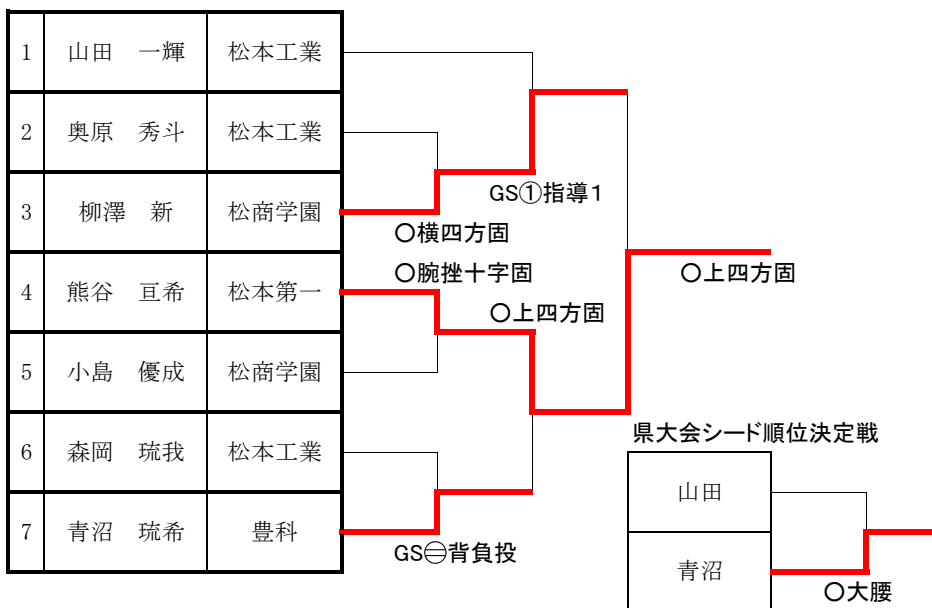 1 山田 一輝 松本工業
2 奥原 秀斗 松本工業
GS①指導1
3 柳澤 新 松商学園
〇横四方固
〇腕挫十字固
〇上四方固
4 熊谷 亘希 松本第一
〇上四方固
5 小島 優成 松商学園
県大会シード順位決定戦
6 森岡 琉我 松本工業
山田
7 青沼 琉希 豊科
GS㊀背負投
青沼
〇大腰